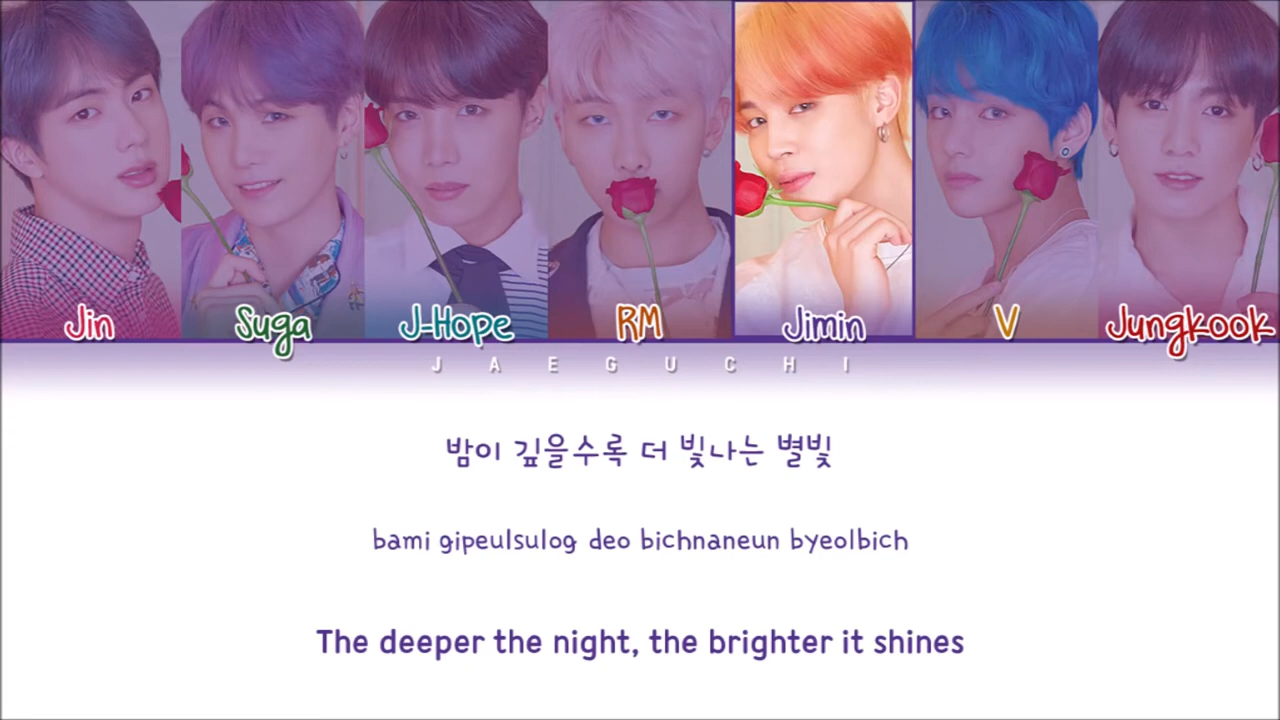 Jin Suga J-Hope RM Jimin V Jungkook
JAEGUCHI
밤이 깊을수록 더 빛나는 별빛
bami gipeulsulog deo bichnaneun byeolbich
The deeper the night, the brighter it shines